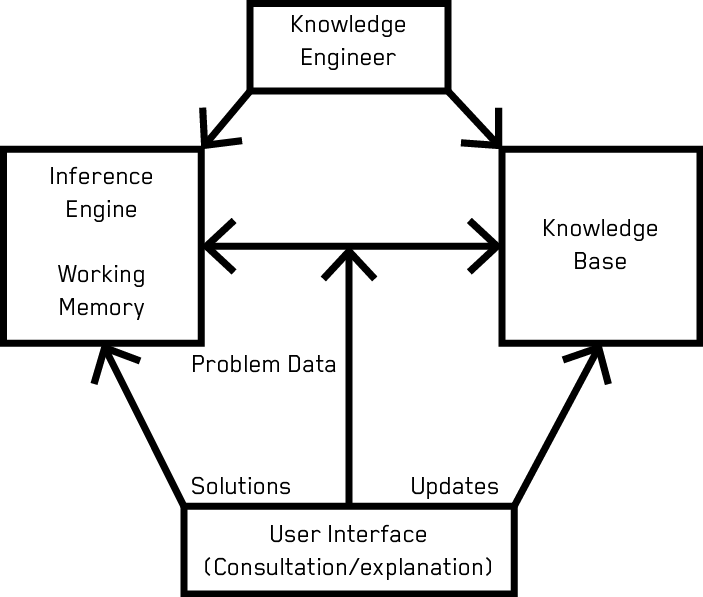 Knowledge
Engineer
Inference
Engine
Working
Memory
Knowledge
Base
Problem Data
Solutions
Updates
User Interface
(Consultation/explanation)